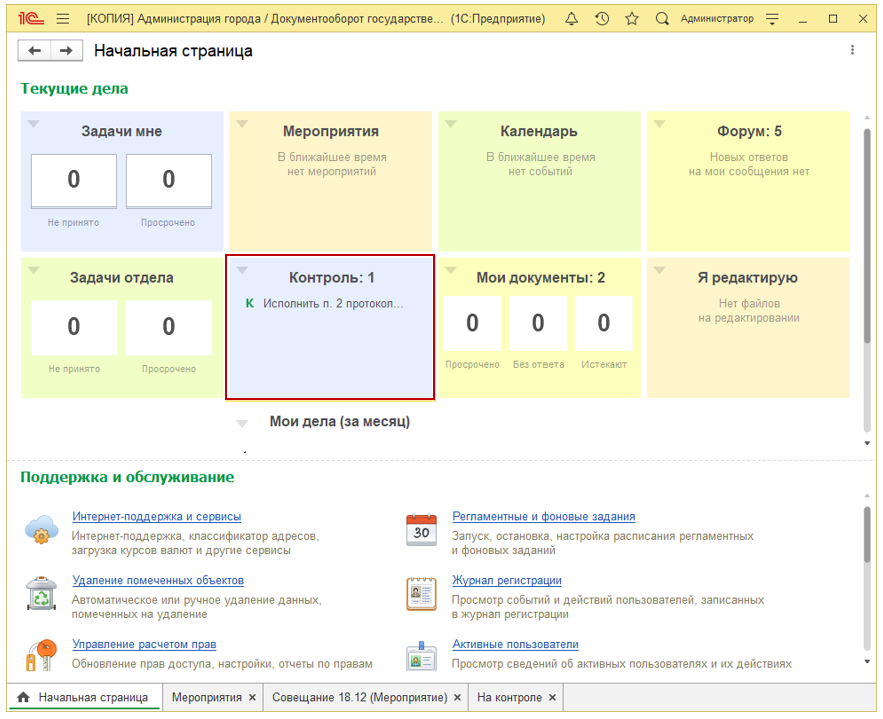 1С [КОПИЯ] Администрация города / Документооборот государстве... (1С:Предприятие) Администратор
Начальная страница
Текущие дела
Задачи мне
0 0
Не принято Просрочено
Мероприятия
В ближайшее время
нет мероприятий
Календарь
В ближайшее время
нет событий
Форум: 5
Новых ответов
на мои сообщения нет
Задачи отдела
0 0
Не принято Просрочено
Контроль: 1
К Исполнить п. 2 протокол...
Мои документы: 2
0 0 0
Просрочено Без ответа Истекают
Я редактирую
Нет файлов
на редактировании
Мои дела (за месяц)
Поддержка и обслуживание
Интернет-поддержка и сервисы
Интернет-поддержка, классификатор адресов,
загрузка курсов валют и другие сервисы
30
Регламентные и фоновые задания
Запуск, остановка, настройка расписания регламентных
и фоновых заданий
Удаление помеченных объектов
Автоматическое или ручное удаление данных,
помеченных на удаление
Журнал регистрации
Просмотр событий и действий пользователей, записанных
в журнал регистрации
Управление расчетом прав
Обновление прав доступа, настройки, отчеты по правам
Активные пользователи
Просмотр сведений об активных пользователях и их действиях
Начальная страница Мероприятия × Совещание 18.12 (Мероприятие) × На контроле ×